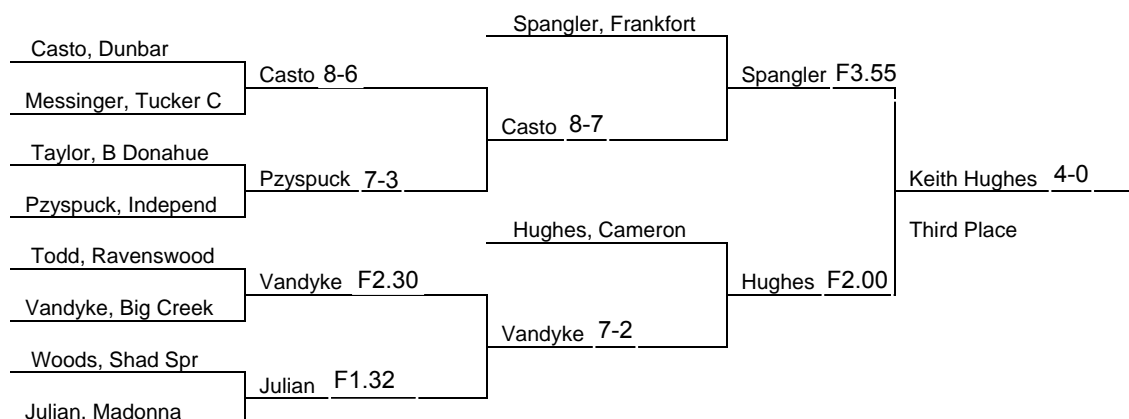 Spangler, Frankfort
Casto, Dunbar
Casto 8-6
Spangler F3.55
Messinger, Tucker C
Casto 8-7
Taylor, B Donahue
Pzyspuck 7-3
Keith Hughes 4-0
Pzyspuck, Independ
Hughes, Cameron
Third Place
Todd, Ravenswood
Vandyke F2.30
Hughes F2.00
Vandyke, Big Creek
Vandyke 7-2
Woods, Shad Spr
Julian F1.32
Julian, Madonna